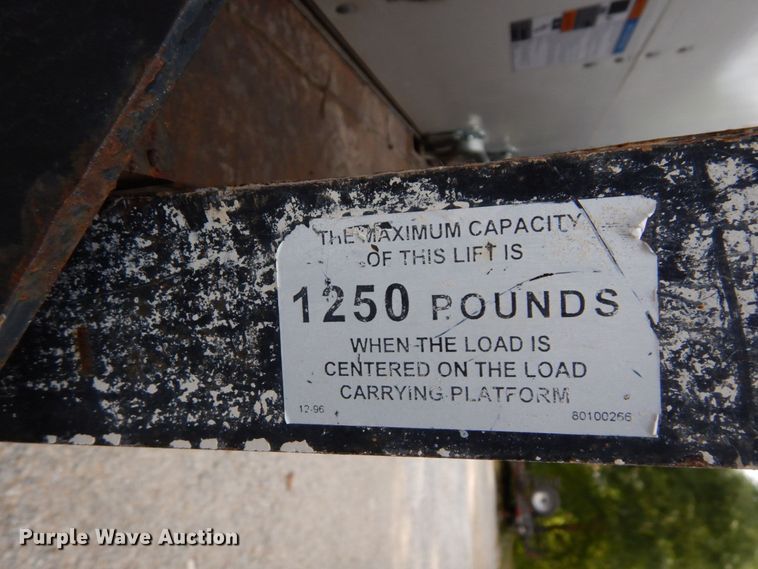 THE MAXIMUM CAPACITY
OF THIS LIFT IS
1250 POUNDS
WHEN THE LOAD IS
CENTERED ON THE LOAD
CARRYING PLATFORM
12-96 80100266
Purple Wave Auction